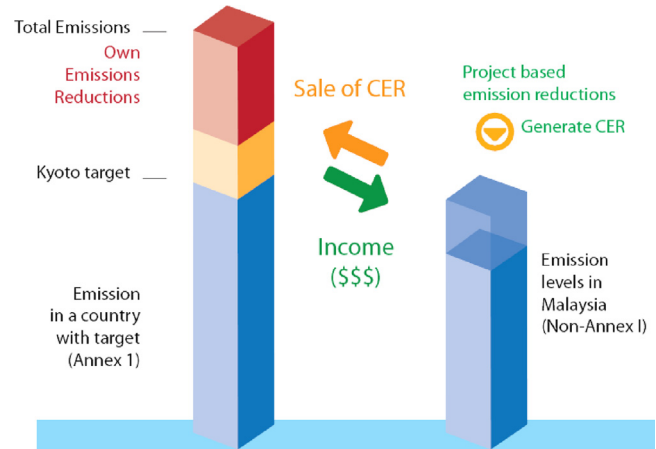 Total Emissions
Own
Emissions
Reductions
Kyoto target
Emission
in a country
with target
(Annex 1)
Sale of CER
Income
($$$)
Project based
emission reductions
Generate CER
Emission
levels in
Malaysia
(Non-Annex I)